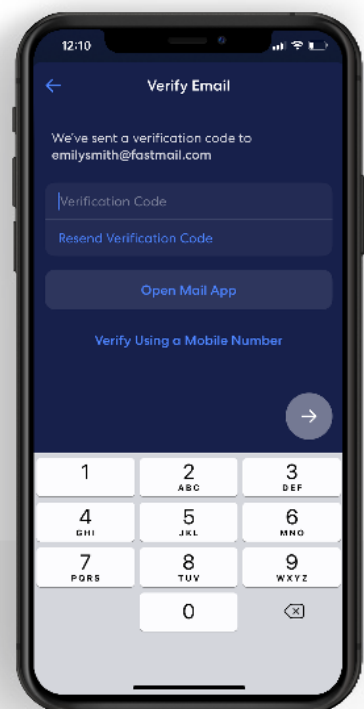 12:10
Verify Email
We've sent a verification code to
emilysmith@fastmail.com
Verification Code
Resend Verification Code
Open Mail App
Verify Using a Mobile Number
1 2 3
ABC DEF
4 5 6
GHI JKL MNO
7 8 9
PQRS TUV WXYZ
0